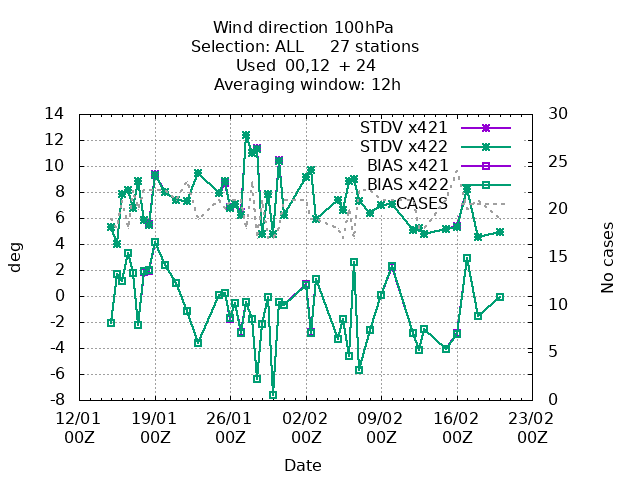 Wind direction 100hPa
Selection: ALL 27 stations
Used 00,12 + 24
Averaging window: 12h
14
12
10
8
6
4
2
0
-2
-4
-6
-8
deg
30
25
20
15
10
5
0
No cases
STDV x421
STDV x422
BIAS x421
BIAS x422
CASES
12/01 19/01 26/01 02/02 09/02 16/02 23/02
00Z 00Z 00Z 00Z 00Z 00Z 00Z
Date